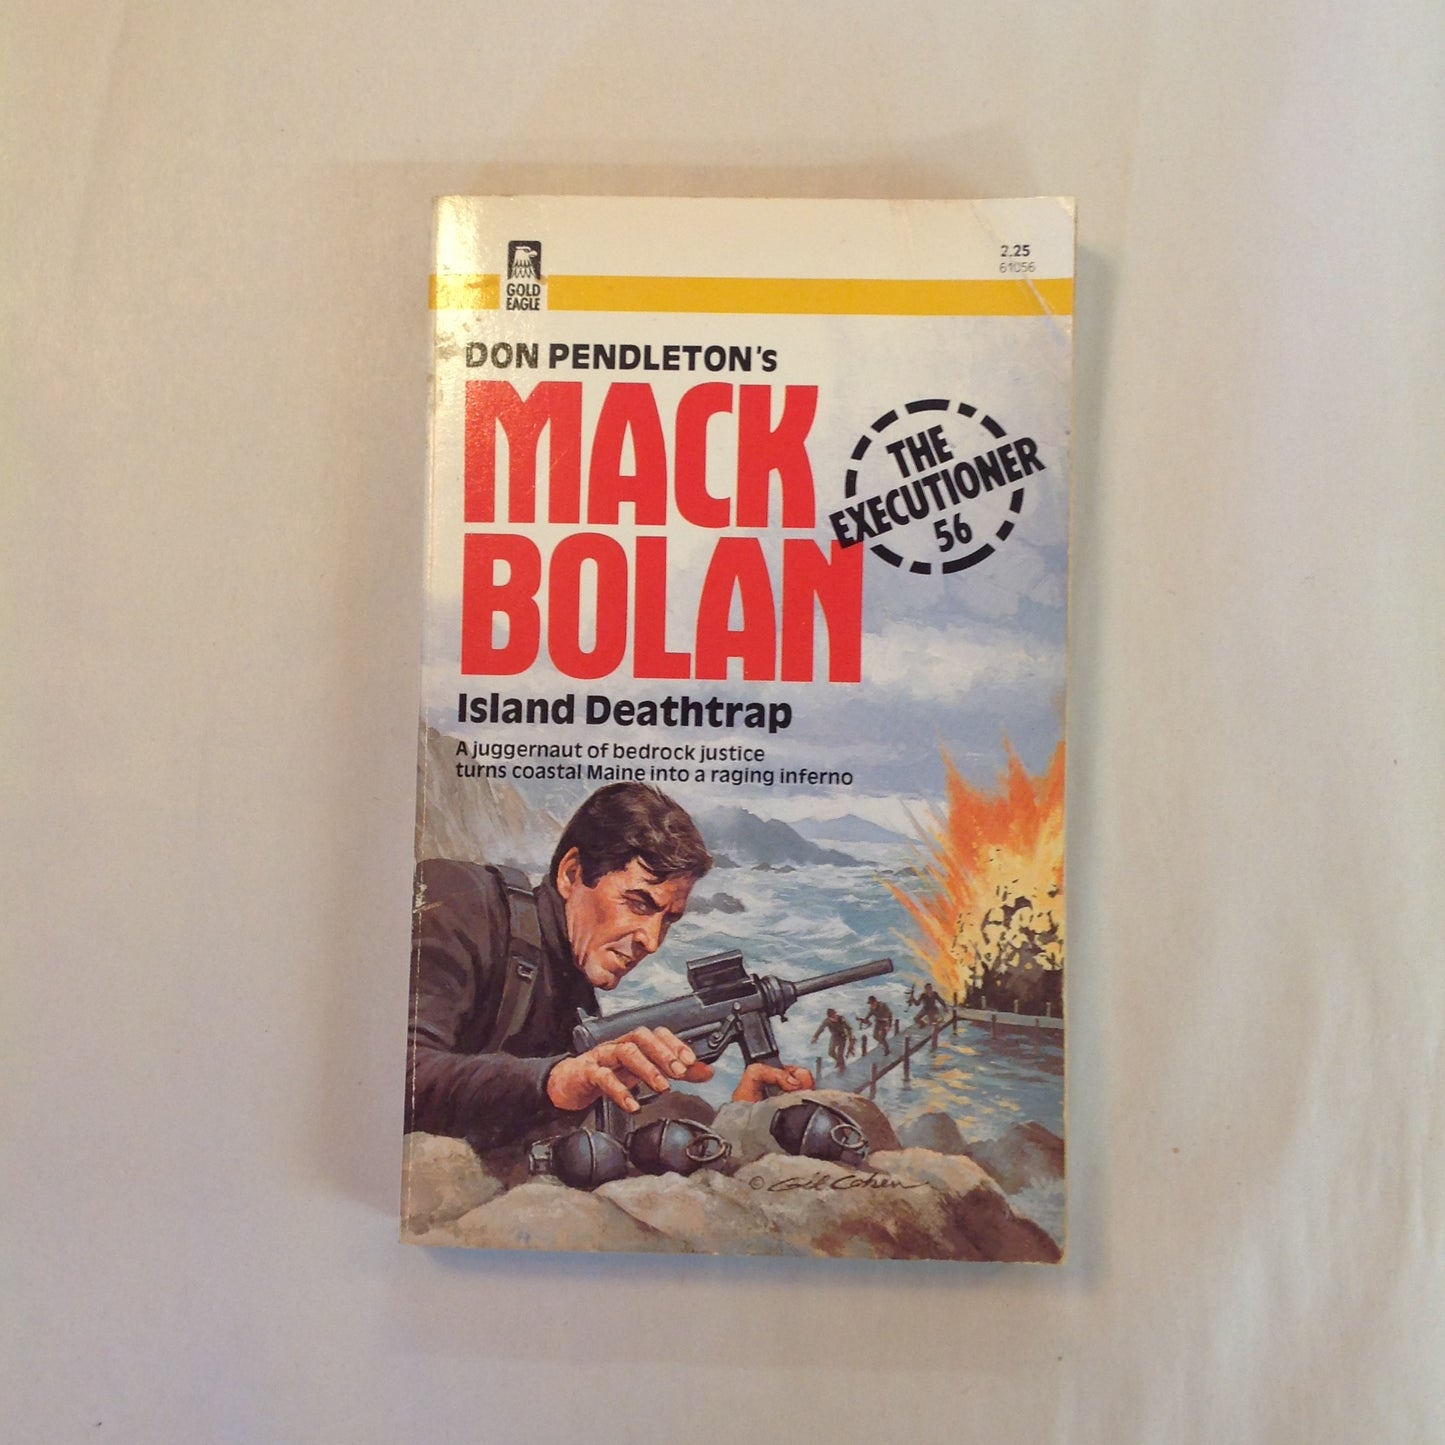 2.25
61056
GOLD
EAGLE
DON PENDLETON'S
MACK
BOLAN
THE
EXECUTIONER
56
Island Deathtrap
A juggernaut of bedrock justice
turns coastal Maine into a raging inferno
© Gil Cohen